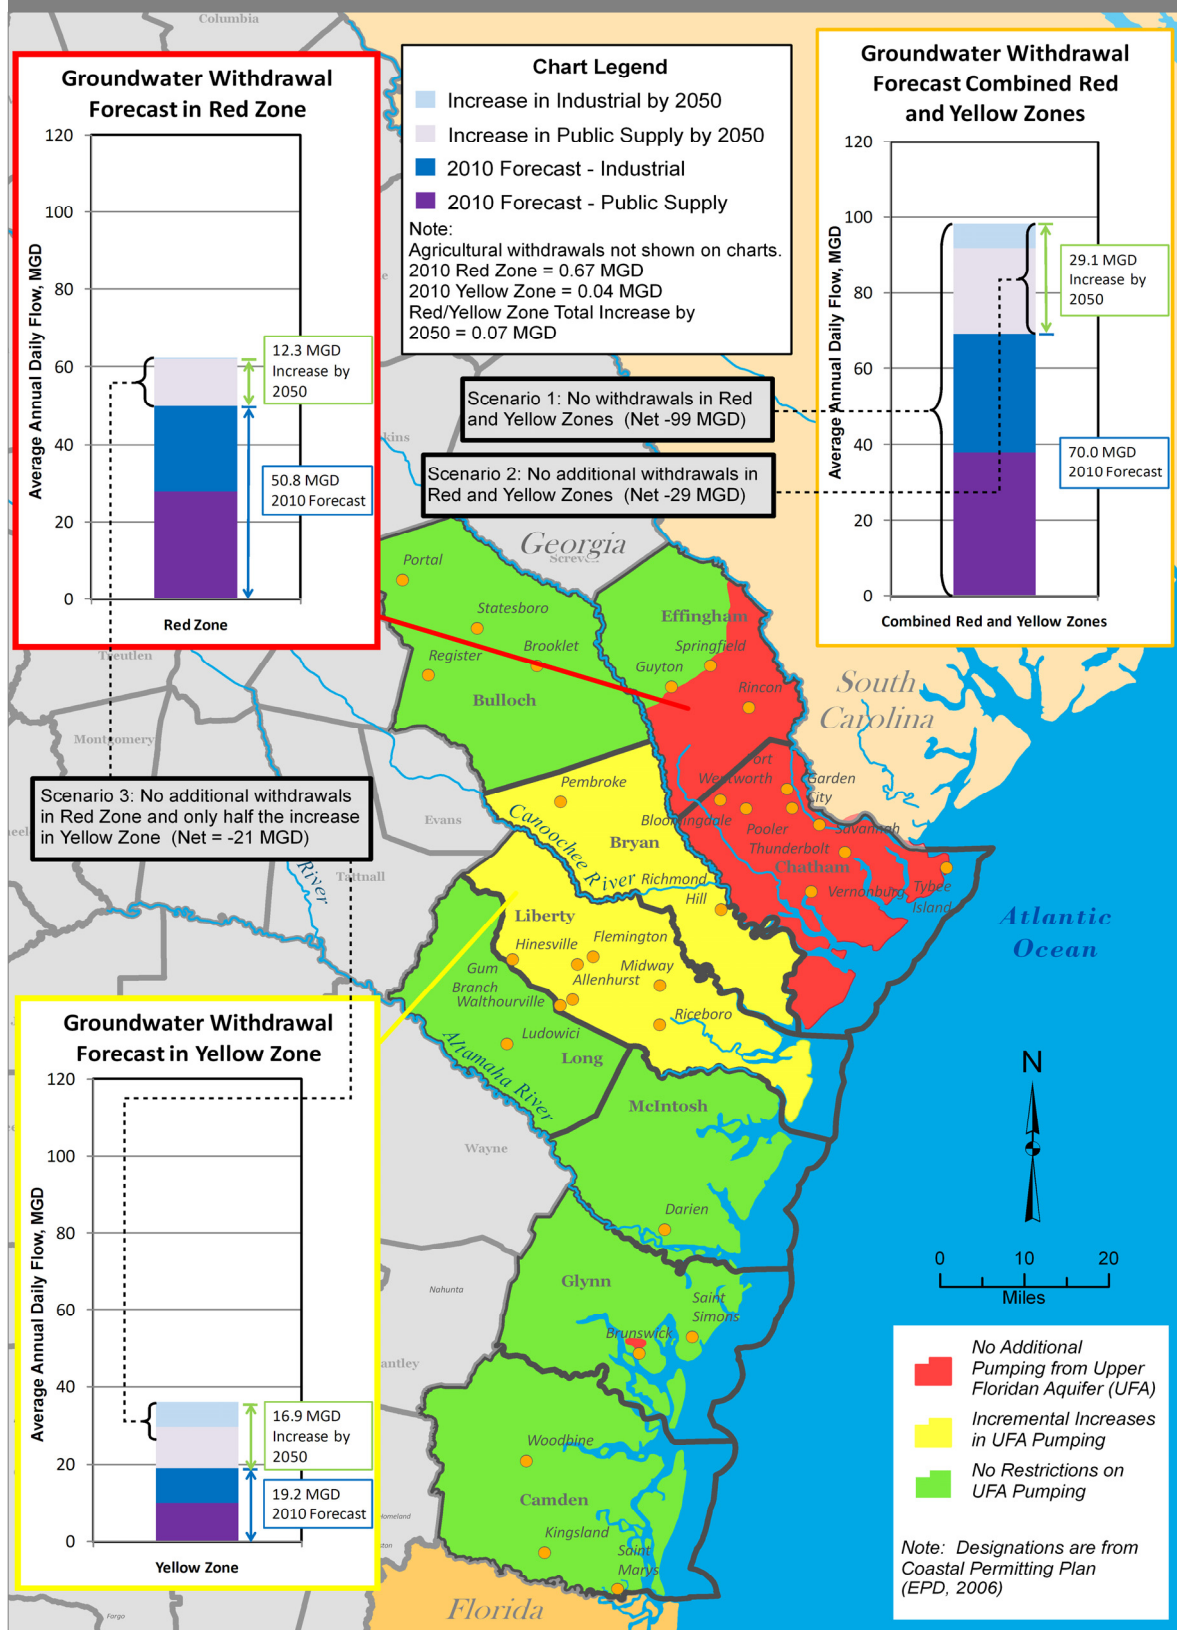 Columbia
Groundwater Withdrawal
Forecast in Red Zone
120
100
80
60
40
20
0
Average Annual Daily Flow, MGD
12.3 MGD
Increase by
2050
50.8 MGD
2010 Forecast
Red Zone
Chart Legend
Increase in Industrial by 2050
Increase in Public Supply by 2050
2010 Forecast - Industrial
2010 Forecast - Public Supply
Note:
Agricultural withdrawals not shown on charts.
2010 Red Zone = 0.67 MGD
2010 Yellow Zone = 0.04 MGD
Red/Yellow Zone Total Increase by
2050 = 0.07 MGD
Groundwater Withdrawal
Forecast Combined Red
and Yellow Zones
120
100
80
60
40
20
0
Average Annual Daily Flow, MGD
29.1 MGD
Increase by
2050
70.0 MGD
2010 Forecast
Combined Red and Yellow Zones
Scenario 1: No withdrawals in Red
and Yellow Zones (Net -99 MGD)
Scenario 2: No additional withdrawals in
Red and Yellow Zones (Net -29 MGD)
Scenario 3: No additional withdrawals
in Red Zone and only half the increase
in Yellow Zone (Net = -21 MGD)
Georgia
Portal
Statesboro
Brooklet
Register
Bulloch
Effingham
Springfield
Guyton
Rincon
South
Carolina
Treutlen
Montgomery
Evans
Tattnall
River
Pembroke
Canoochee River
Bryan
Richmond
Hill
Port
Wentworth
Garden
City
Bloomingdale
Pooler
Savannah
Thunderbolt
Chatham
Vernonburg
Tybee
Island
Atlantic
Ocean
Liberty
Hinesville
Flemington
Gum
Branch
Midway
Allenhurst
Walthourville
Riceboro
Ludowici
Long
Altamaha River
McIntosh
Wayne
Darien
Glynn
Saint
Simons
Brunswick
Nahunta
Woodbine
Camden
Kingsland
Saint
Marys
Florida
Homeland
Fargo
Groundwater Withdrawal
Forecast in Yellow Zone
120
100
80
60
40
20
0
Average Annual Daily Flow, MGD
16.9 MGD
Increase by
2050
19.2 MGD
2010 Forecast
Yellow Zone
N
0 10 20
Miles
No Additional
Pumping from Upper
Floridan Aquifer (UFA)
Incremental Increases
in UFA Pumping
No Restrictions on
UFA Pumping
Note: Designations are from
Coastal Permitting Plan
(EPD, 2006)